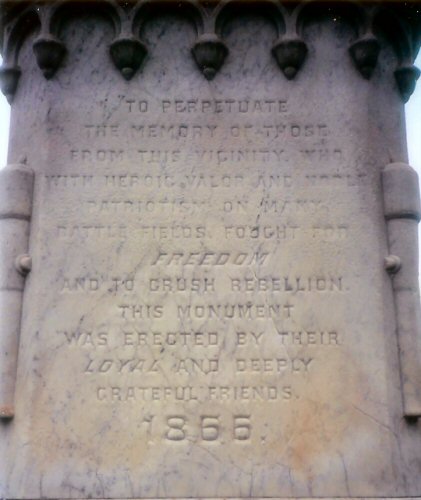 TO PERPETUATE
THE MEMORY OF THOSE
FROM THIS VICINITY, WHO
WITH HEROIC VALOR AND NOBLE
PATRIOTISM ON MANY
BATTLE FIELDS, FOUGHT FOR
FREEDOM
AND TO CRUSH REBELLION.
THIS MONUMENT
WAS ERECTED BY THEIR
LOYAL AND DEEPLY
GRATEFUL FRIENDS.
1866.